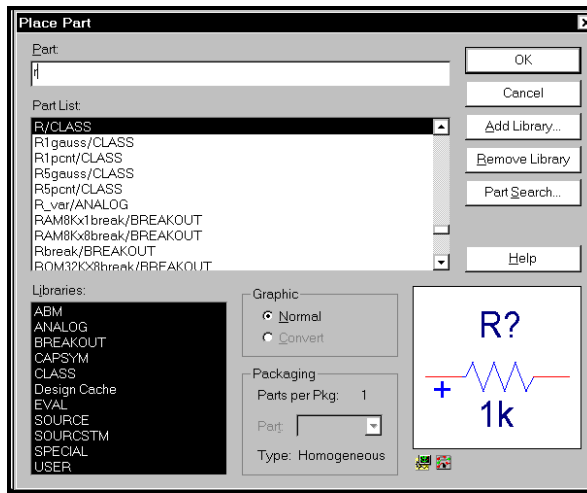 Place Part
Part:
r
OK
Cancel
Part List:
R/CLASS
R1gauss/CLASS
R1pcnt/CLASS
R5gauss/CLASS
R5pcnt/CLASS
R_var/ANALOG
RAM8Kx1break/BREAKOUT
RAM8Kx8break/BREAKOUT
Rbreak/BREAKOUT
ROM32KX8break/BREAKOUT
Add Library...
Remove Library
Part Search...
Help
Libraries:
ABM
ANALOG
BREAKOUT
CAPSYM
CLASS
Design Cache
EVAL
SOURCE
SOURCSTM
SPECIAL
USER
Graphic
Normal
Convert
Packaging
Parts per Pkg: 1
Part:
Type: Homogeneous
R?
+
1k